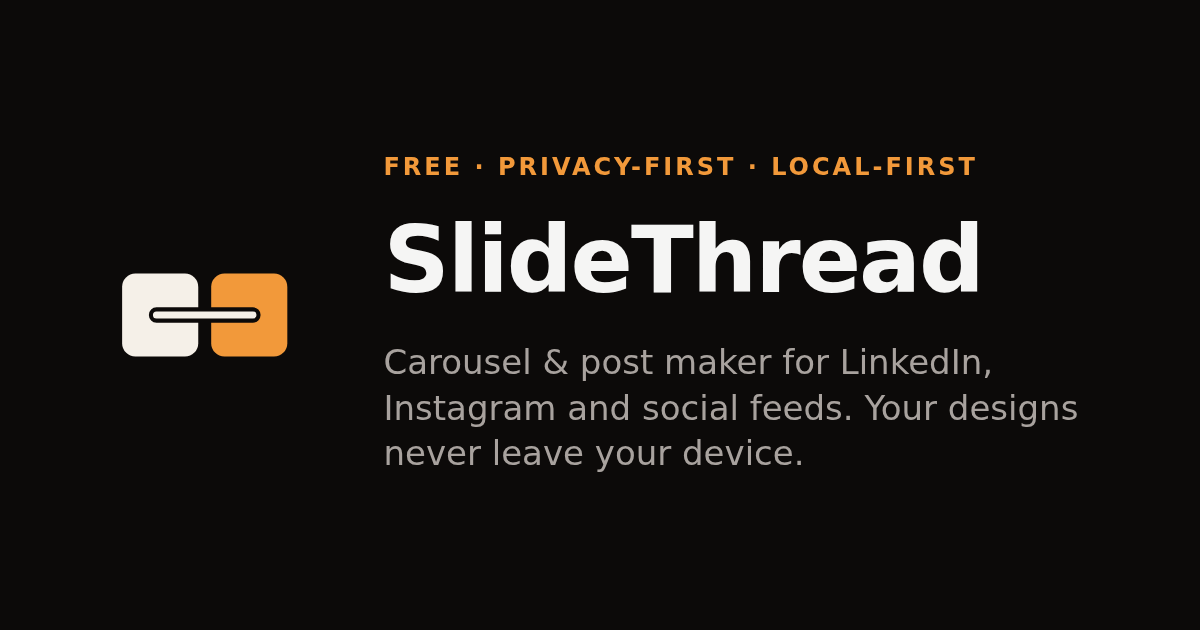 FREE · PRIVACY-FIRST · LOCAL-FIRST
SlideThread
Carousel & post maker for LinkedIn,
Instagram and social feeds. Your designs
never leave your device.